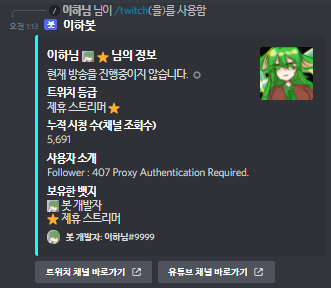 이하님 님이 /twitch(을)를 사용함
오전 1:13 봇 이하봇
이하님 님의 정보
현재 방송을 진행중이지 않습니다.
트위치 등급
제휴 스트리머
누적 시청 수(채널 조회수)
5,691
사용자 소개
Follower : 407 Proxy Authentication Required.
보유한 뱃지
봇 개발자
제휴 스트리머
봇 개발자: 이하님#9999
트위치 채널 바로가기
유튜브 채널 바로가기